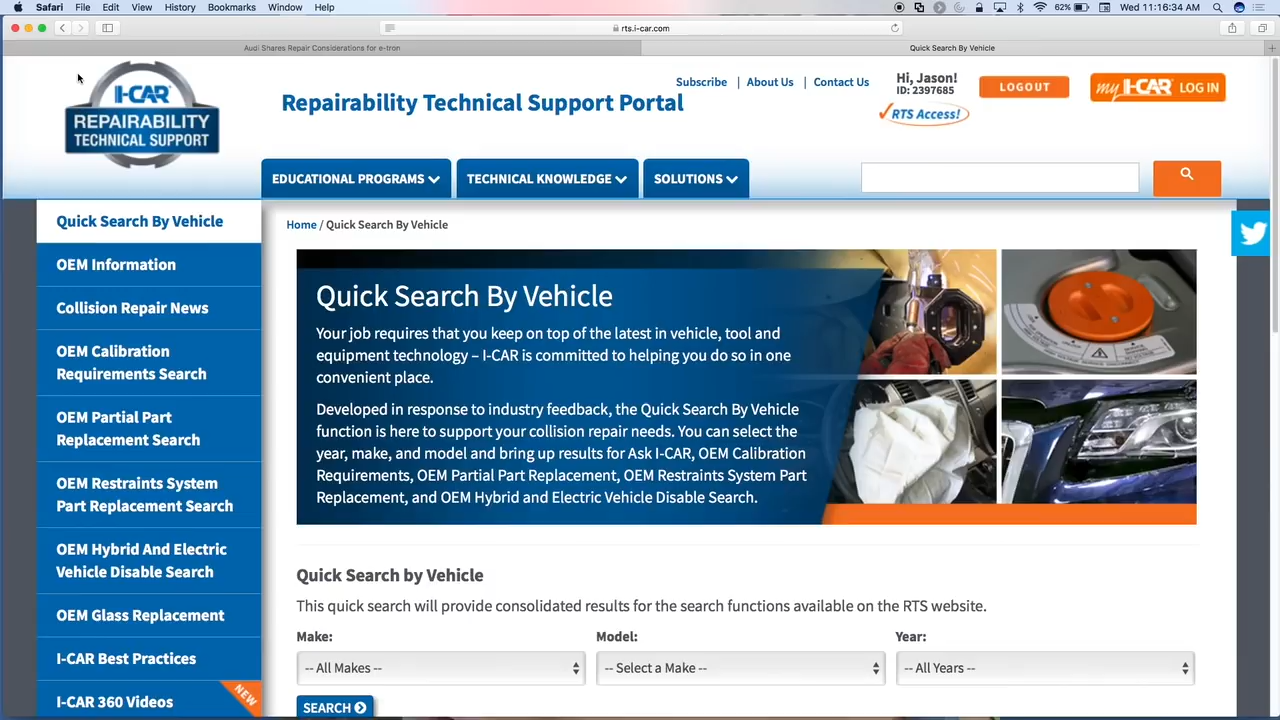 Safari File Edit View History Bookmarks Window Help 62% Wed 11:16:34 AM
rts.i-car.com
Audi Shares Repair Considerations for e-tron Quick Search By Vehicle
I-CAR
REPAIRABILITY
TECHNICAL SUPPORT
Repairability Technical Support Portal
Subscribe | About Us | Contact Us
Hi, Jason!
ID: 2397685
RTS Access!
LOGOUT
my I-CAR LOG IN
EDUCATIONAL PROGRAMS TECHNICAL KNOWLEDGE SOLUTIONS
Quick Search By Vehicle
OEM Information
Collision Repair News
OEM Calibration
Requirements Search
OEM Partial Part
Replacement Search
OEM Restraints System
Part Replacement Search
OEM Hybrid And Electric
Vehicle Disable Search
OEM Glass Replacement
I-CAR Best Practices
I-CAR 360 Videos
NEW
Home / Quick Search By Vehicle
Quick Search By Vehicle
Your job requires that you keep on top of the latest in vehicle, tool and
equipment technology – I-CAR is committed to helping you do so in one
convenient place.
Developed in response to industry feedback, the Quick Search By Vehicle
function is here to support your collision repair needs. You can select the
year, make, and model and bring up results for Ask I-CAR, OEM Calibration
Requirements, OEM Partial Part Replacement, OEM Restraints System Part
Replacement, and OEM Hybrid and Electric Vehicle Disable Search.
Quick Search by Vehicle
This quick search will provide consolidated results for the search functions available on the RTS website.
Make: Model: Year:
-- All Makes -- -- Select a Make -- -- All Years --
SEARCH